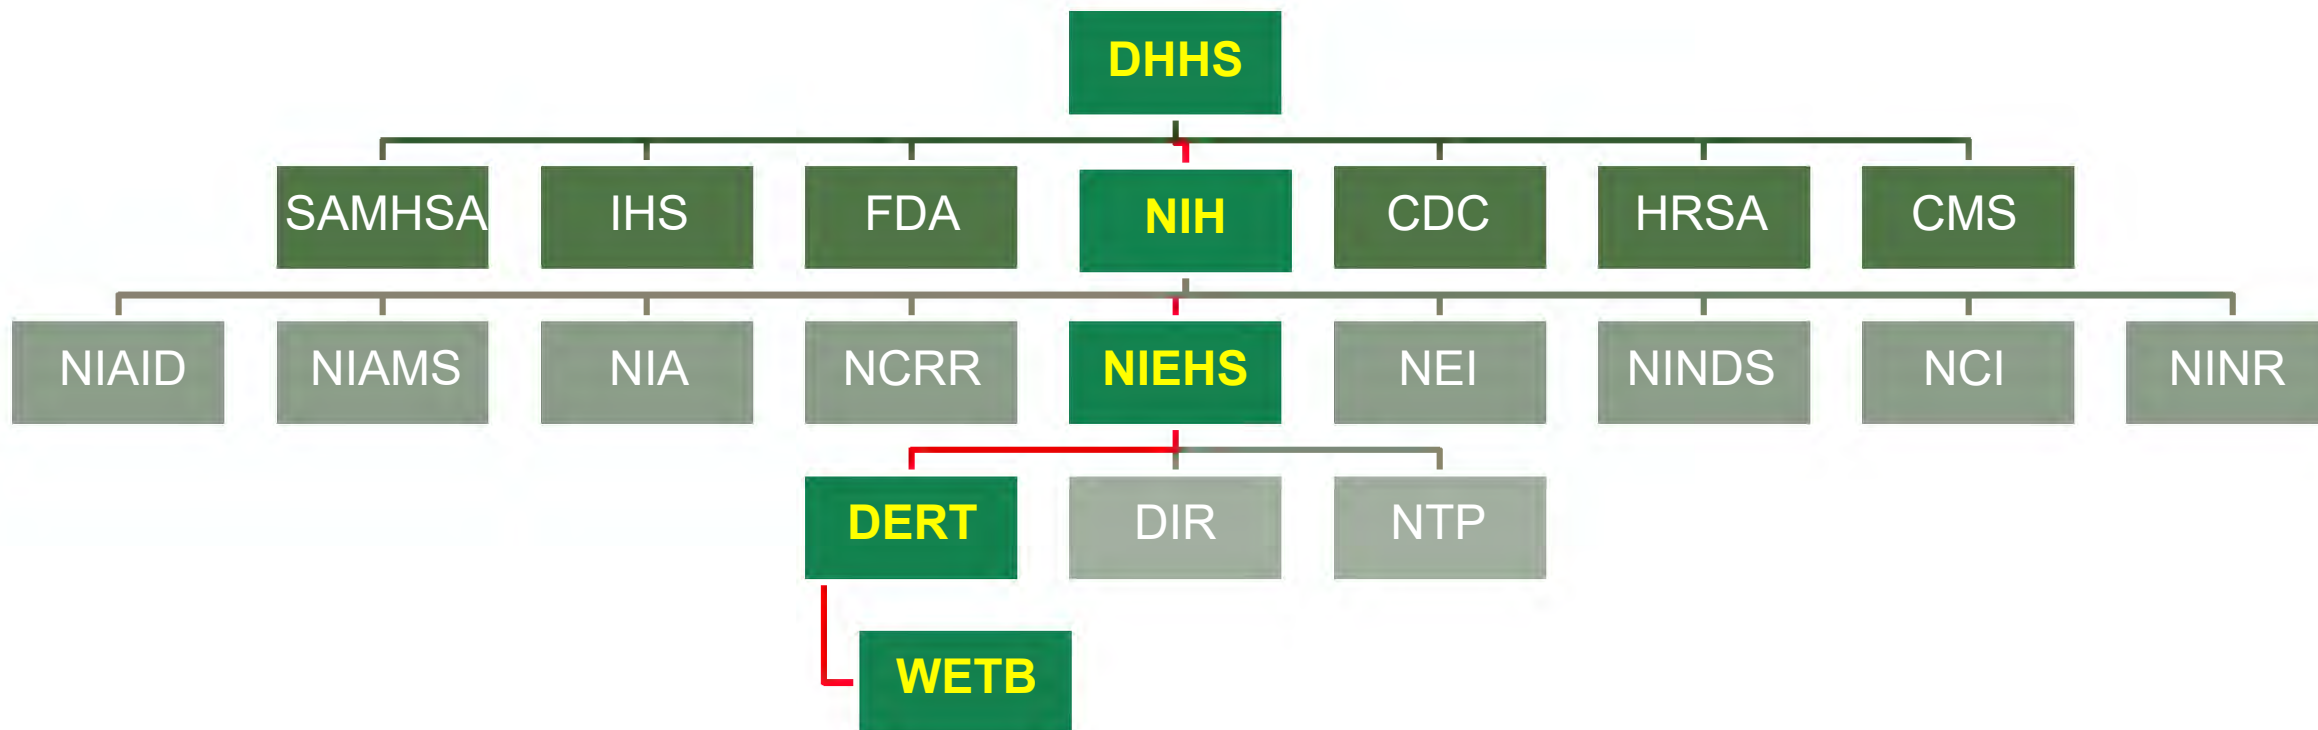 DHHS
SAMHSA IHS FDA NIH CDC HRSA CMS
NIAID NIAMS NIA NCRR NIEHS NEI NINDS NCI NINR
DERT DIR NTP
WETB